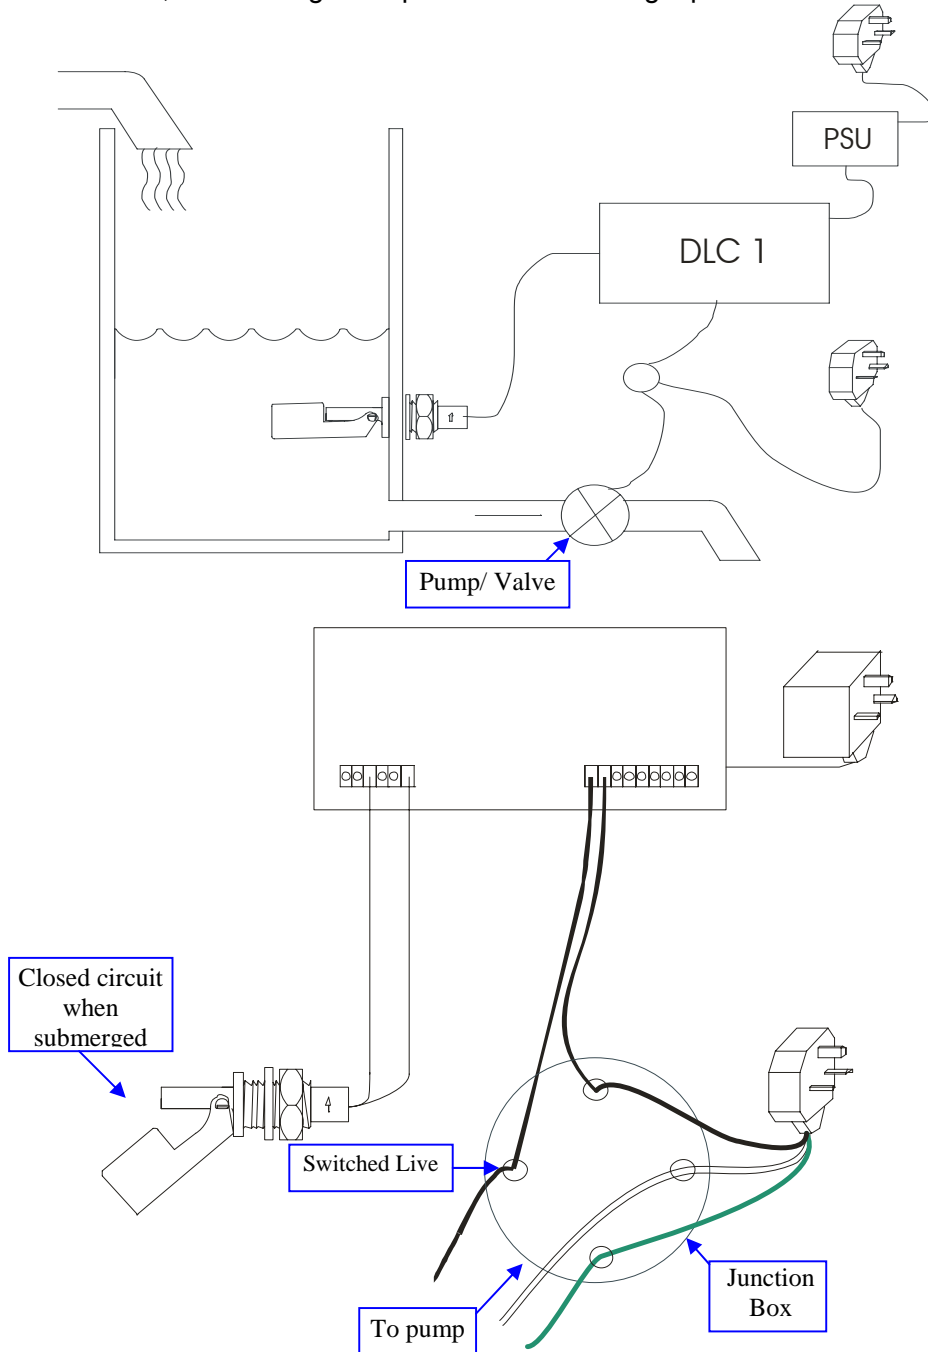 PSU
DLC 1
Pump/ Valve
Closed circuit
when
submerged
Switched Live
Junction
Box
To pump